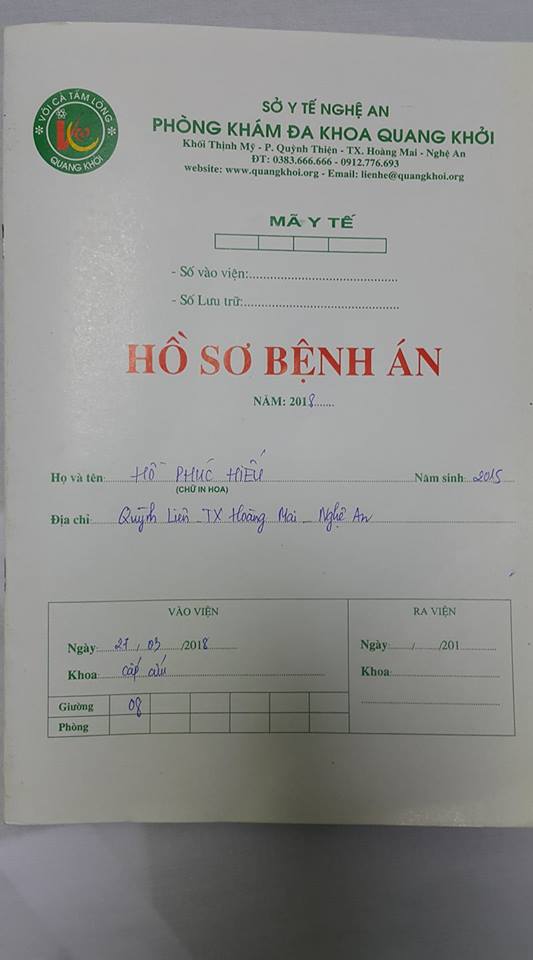 VỚI CẢ TẤM LÒNG
QUANG KHỞI
SỞ Y TẾ NGHỆ AN
PHÒNG KHÁM ĐA KHOA QUANG KHỞI
Khối Thịnh Mỹ - P. Quỳnh Thiện - TX. Hoàng Mai - Nghệ An
ĐT: 0383.666.666 - 0912.776.693
website: www.quangkhoi.org - Email: lienhe@quangkhoi.org
MÃ Y TẾ
- Số vào viện:
- Số Lưu trữ:
HỒ SƠ BỆNH ÁN
NĂM: 2018
Họ và tên HỒ PHÚC HIẾU Năm sinh 2015
(CHỮ IN HOA)
Địa chỉ Quỳnh Liên - TX Hoàng Mai - Nghệ An
VÀO VIỆN RA VIỆN
Ngày 27 / 03 /2018 Ngày / /201
Khoa cấp cứu Khoa
Giường 08
Phòng